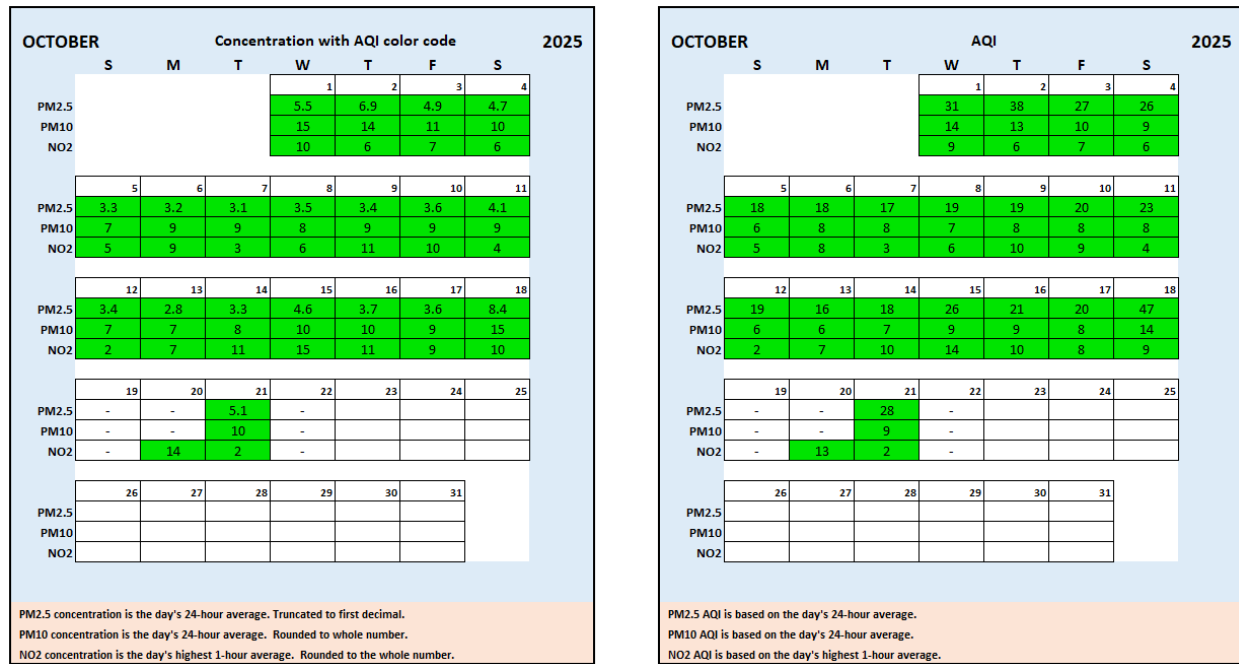 OCTOBER Concentration with AQI color code 2025
S M T W T F S
1 2 3 4
PM2.5 5.5 6.9 4.9 4.7
PM10 15 14 11 10
NO2 10 6 7 6
5 6 7 8 9 10 11
PM2.5 3.3 3.2 3.1 3.5 3.4 3.6 4.1
PM10 7 9 9 8 9 9 9
NO2 5 9 3 6 11 10 4
12 13 14 15 16 17 18
PM2.5 3.4 2.8 3.3 4.6 3.7 3.6 8.4
PM10 7 7 8 10 10 9 15
NO2 2 7 11 15 11 9 10
19 20 21 22 23 24 25
PM2.5 - - 5.1 -
PM10 - - 10 -
NO2 - 14 2 -
26 27 28 29 30 31
PM2.5
PM10
NO2
PM2.5 concentration is the day's 24-hour average. Truncated to first decimal.
PM10 concentration is the day's 24-hour average. Rounded to whole number.
NO2 concentration is the day's highest 1-hour average. Rounded to the whole number.
OCTOBER AQI 2025
S M T W T F S
1 2 3 4
PM2.5 31 38 27 26
PM10 14 13 10 9
NO2 9 6 7 6
5 6 7 8 9 10 11
PM2.5 18 18 17 19 19 20 23
PM10 6 8 8 7 8 8 8
NO2 5 8 3 6 10 9 4
12 13 14 15 16 17 18
PM2.5 19 16 18 26 21 20 47
PM10 6 6 7 9 9 8 14
NO2 2 7 10 14 10 8 9
19 20 21 22 23 24 25
PM2.5 - - 28 -
PM10 - - 9 -
NO2 - 13 2 -
26 27 28 29 30 31
PM2.5
PM10
NO2
PM2.5 AQI is based on the day's 24-hour average.
PM10 AQI is based on the day's 24-hour average.
NO2 AQI is based on the day's highest 1-hour average.